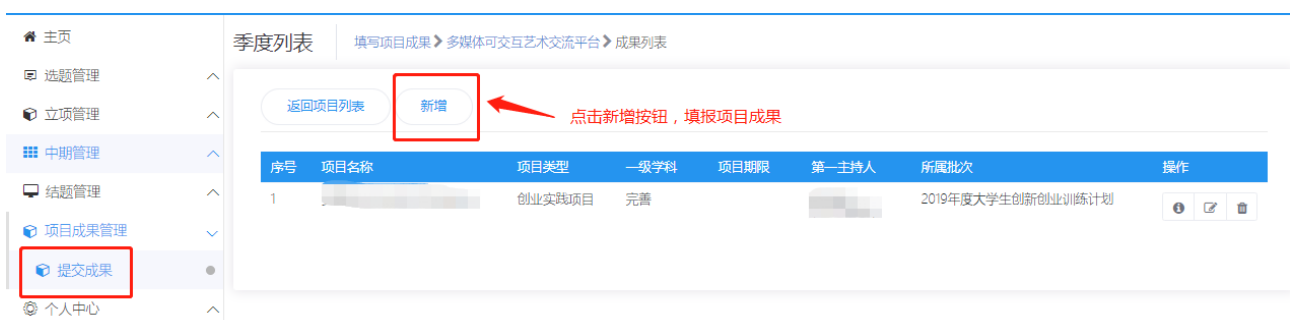 主页
选题管理
立项管理
中期管理
结题管理
项目成果管理
提交成果
个人中心
季度列表 填写项目成果 多媒体可交互艺术交流平台 成果列表
返回项目列表 新增 点击新增按钮，填报项目成果
序号 项目名称 项目类型 一级学科 项目期限 第一主持人 所属批次 操作
1 创业实践项目 完善 2019年度大学生创新创业训练计划